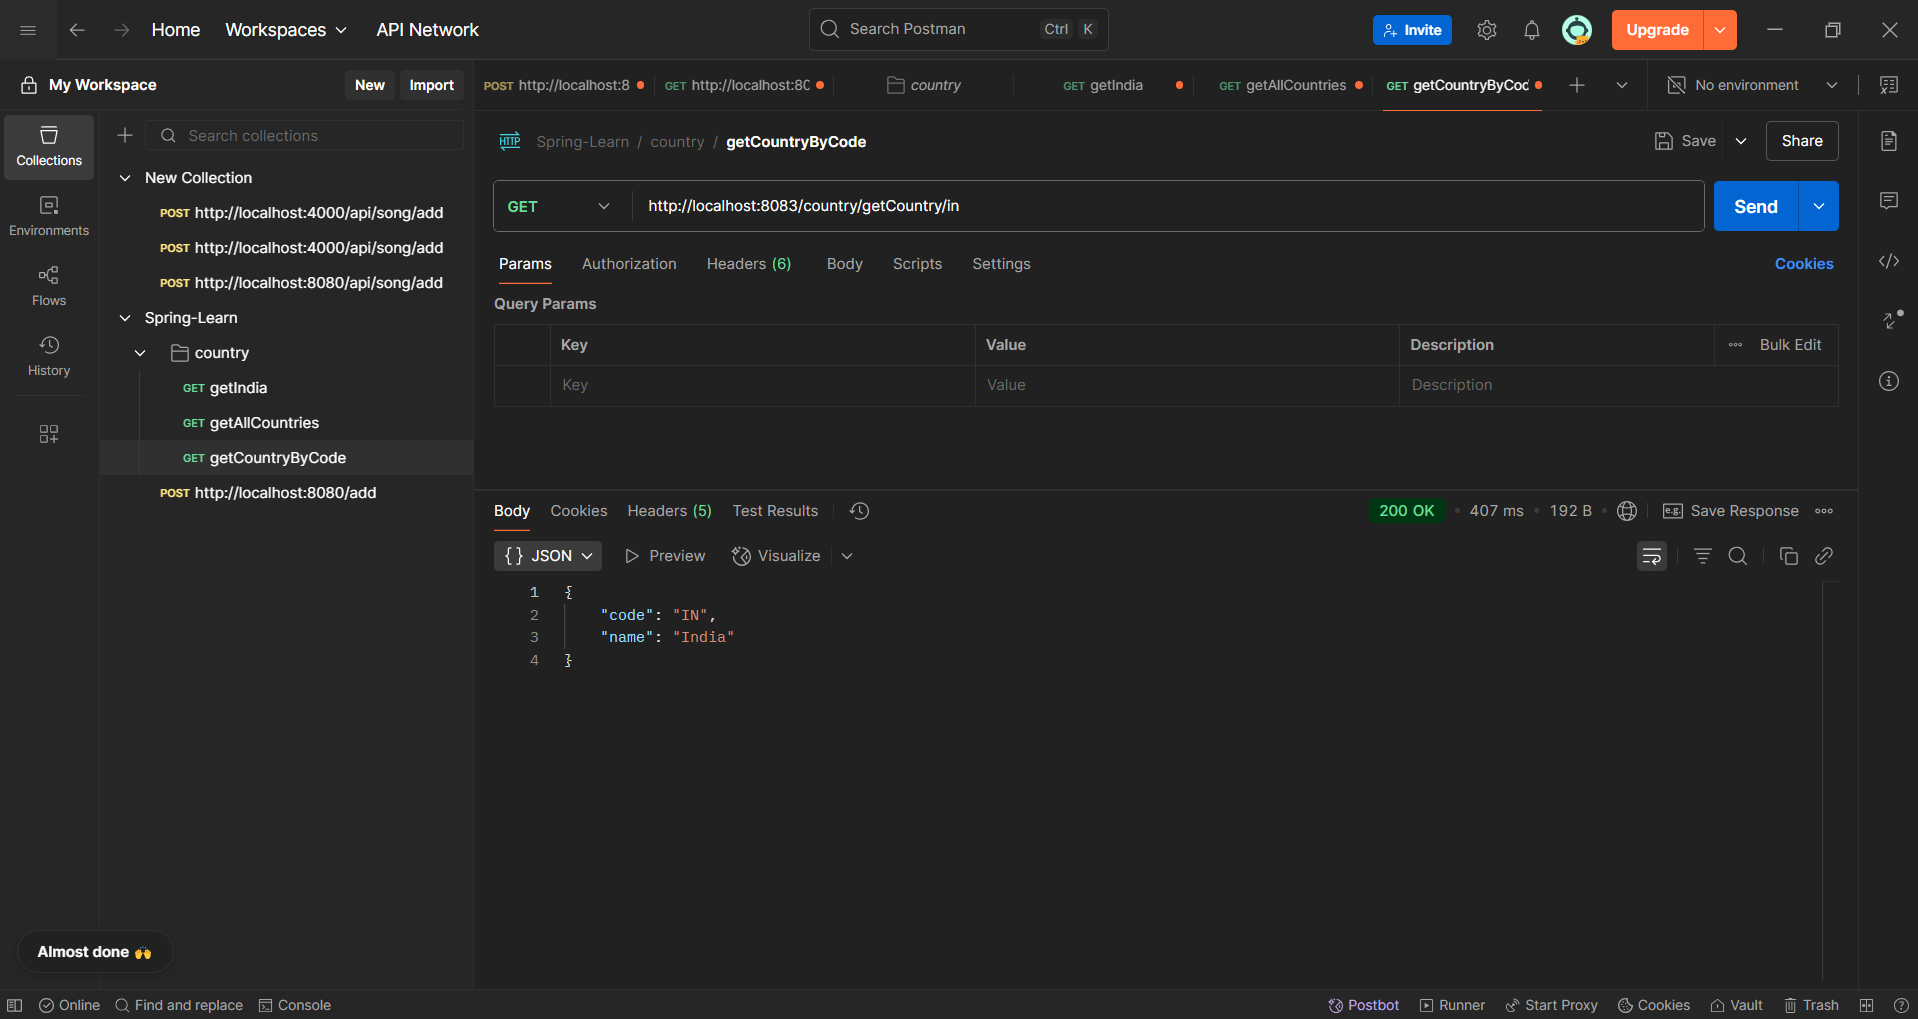 Home Workspaces API Network
Search Postman Ctrl K
Invite Upgrade
My Workspace New Import
POST http://localhost:8 GET http://localhost:80 country GET getIndia GET getAllCountries GET getCountryByCod No environment
Collections
Environments
Flows
History
Search collections
New Collection
POST http://localhost:4000/api/song/add
POST http://localhost:4000/api/song/add
POST http://localhost:8080/api/song/add
Spring-Learn
country
GET getIndia
GET getAllCountries
GET getCountryByCode
POST http://localhost:8080/add
HTTP Spring-Learn / country / getCountryByCode Save Share
GET http://localhost:8083/country/getCountry/in Send
Params Authorization Headers (6) Body Scripts Settings Cookies
Query Params
Key Value Description Bulk Edit
Key Value Description
Body Cookies Headers (5) Test Results 200 OK • 407 ms • 192 B • e.g. Save Response
{} JSON Preview Visualize
1 {
2 "code": "IN",
3 "name": "India"
4 }
Almost done 🙌
Online Find and replace Console Postbot Runner Start Proxy Cookies Vault Trash